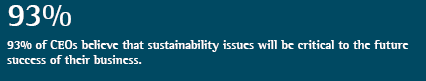 93%
93% of CEOs believe that sustainability issues will be critical to the future
success of their business.